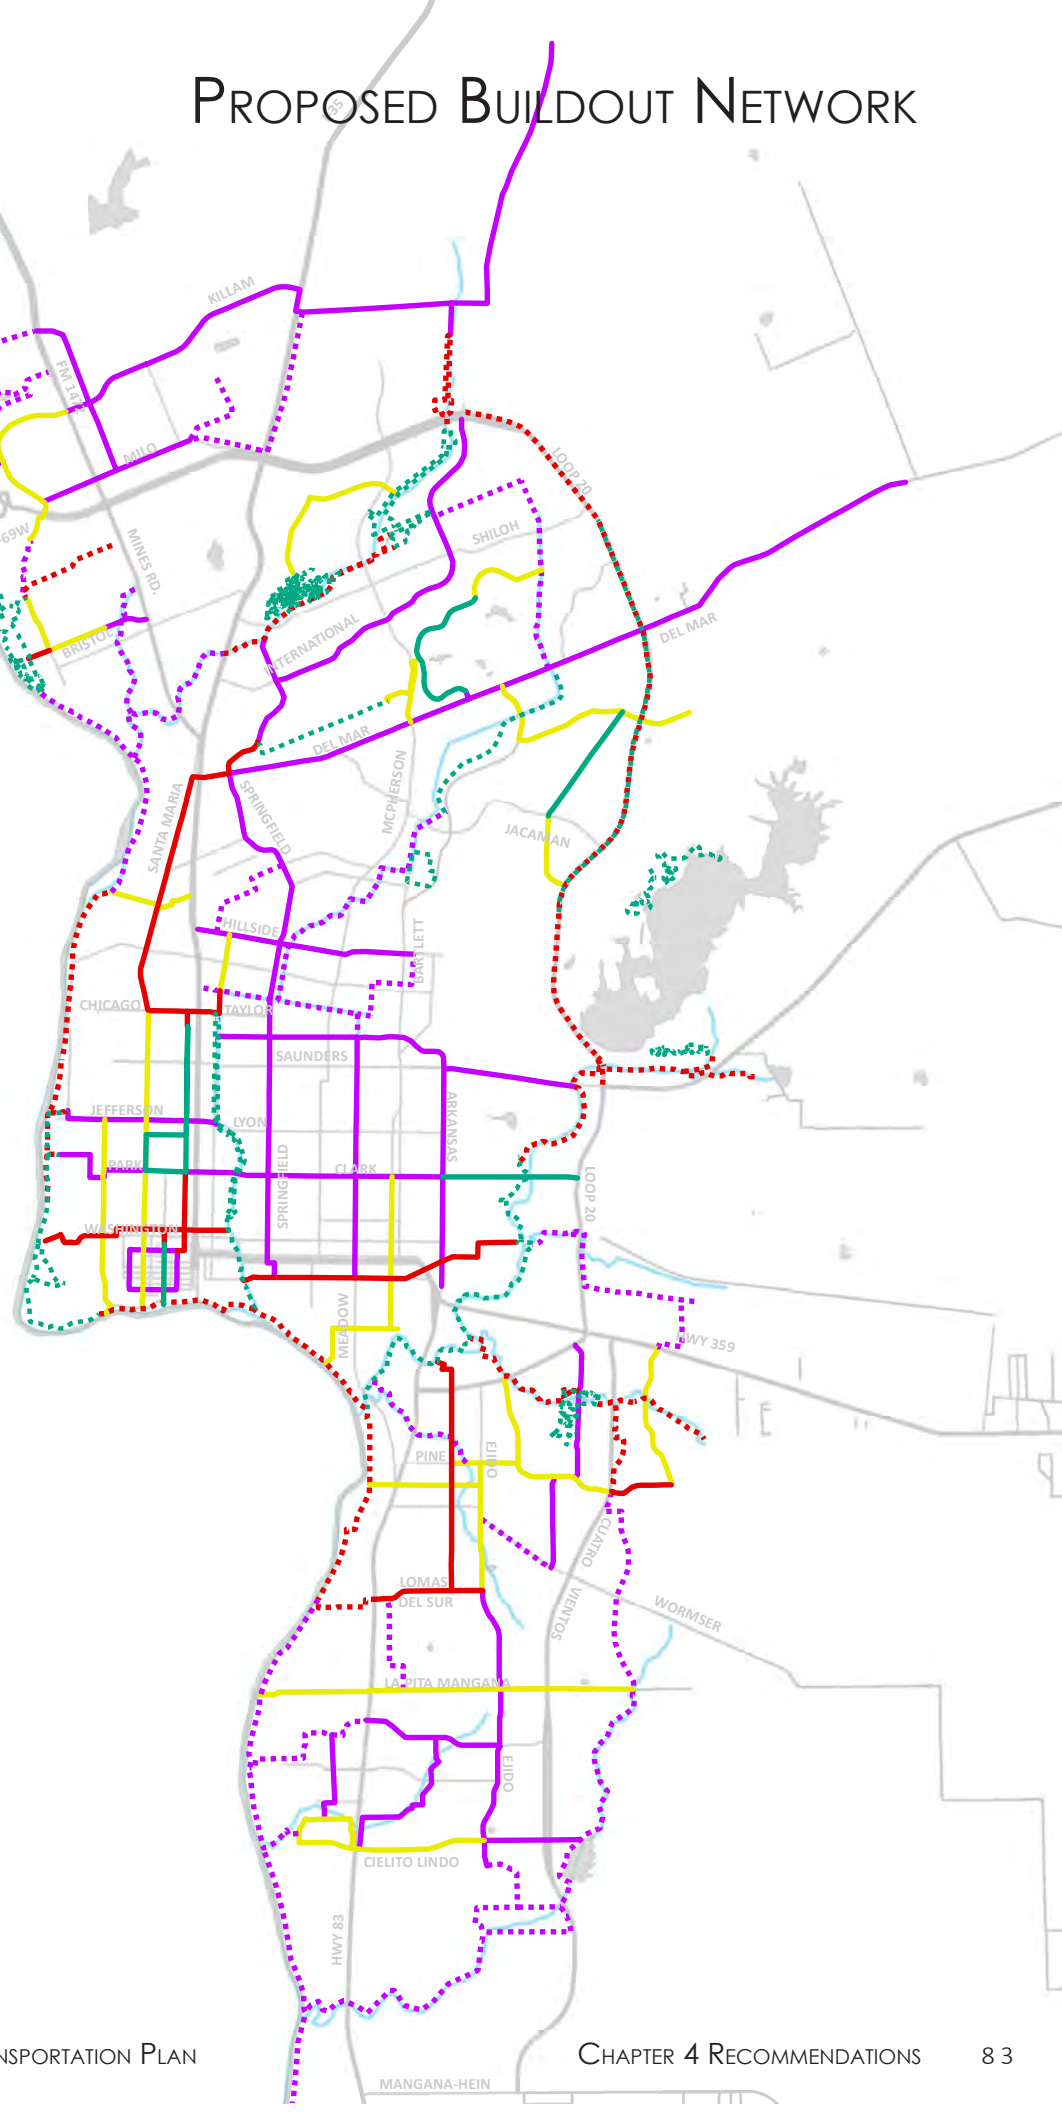 PROPOSED BUILDOUT NETWORK
35
KILLAM
FM 1472
MILO
LOOP 20
-69W
MINES RD.
SHILOH
BRISTOL
INTERNATIONAL
DEL MAR
DEL MAR
SANTA MARIA
SPRINGFIELD
MCPHERSON
JACAMAN
HILLSIDE
BARTLETT
CHICAGO
TAYLOR
SAUNDERS
JEFFERSON
LYON
ARKANSAS
PARK
CLARK
SPRINGFIELD
LOOP 20
WASHINGTON
MEADOW
HWY 359
PINE
EJIDO
CUATRO
VIENTOS
LOMAS
DEL SUR
WORMSER
LA PITA MANGANA
EJIDO
CIELITO LINDO
HWY 83
NSPORTATION PLAN
CHAPTER 4 RECOMMENDATIONS 83
MANGANA-HEIN